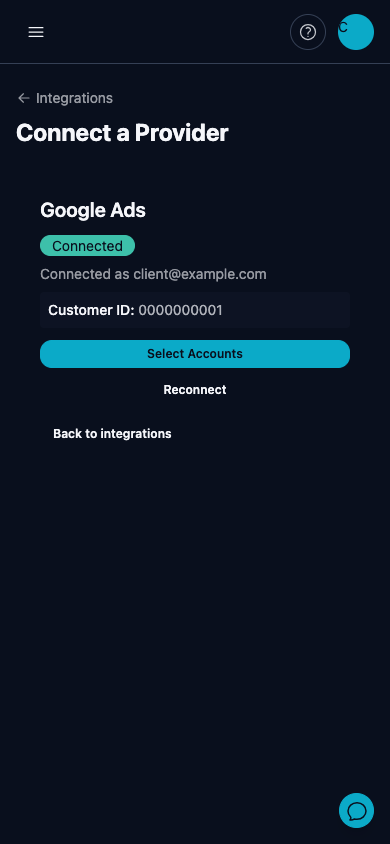 C
Integrations
Connect a Provider
Google Ads
Connected
Connected as client@example.com
Customer ID: 0000000001
Select Accounts
Reconnect
Back to integrations